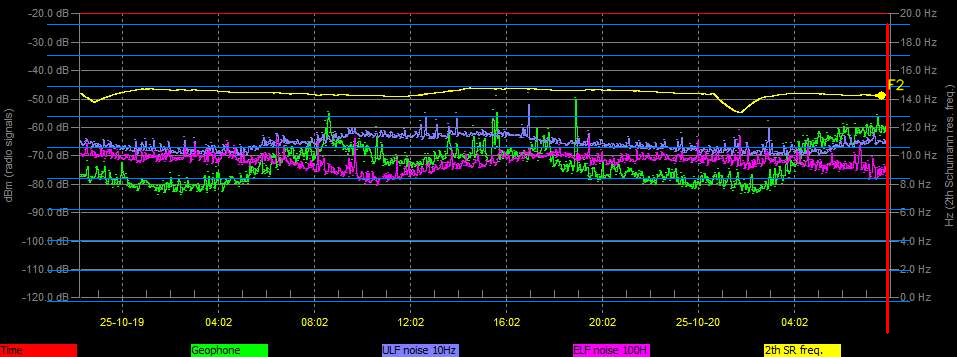 -20.0 dB 20.0 Hz
-30.0 dB 18.0 Hz
-40.0 dB 16.0 Hz
F2
-50.0 dB 14.0 Hz
-60.0 dB 12.0 Hz
-70.0 dB 10.0 Hz
-80.0 dB 8.0 Hz
-90.0 dB 6.0 Hz
-100.0 dB 4.0 Hz
-110.0 dB 2.0 Hz
-120.0 dB 0.0 Hz
dBm (radio signals)
Hz (2th Schumann res. freq.)
25-10-19 04:02 08:02 12:02 16:02 20:02 25-10-20 04:02
Time Geophone ULF noise 10Hz ELF noise 100H 2th SR freq.